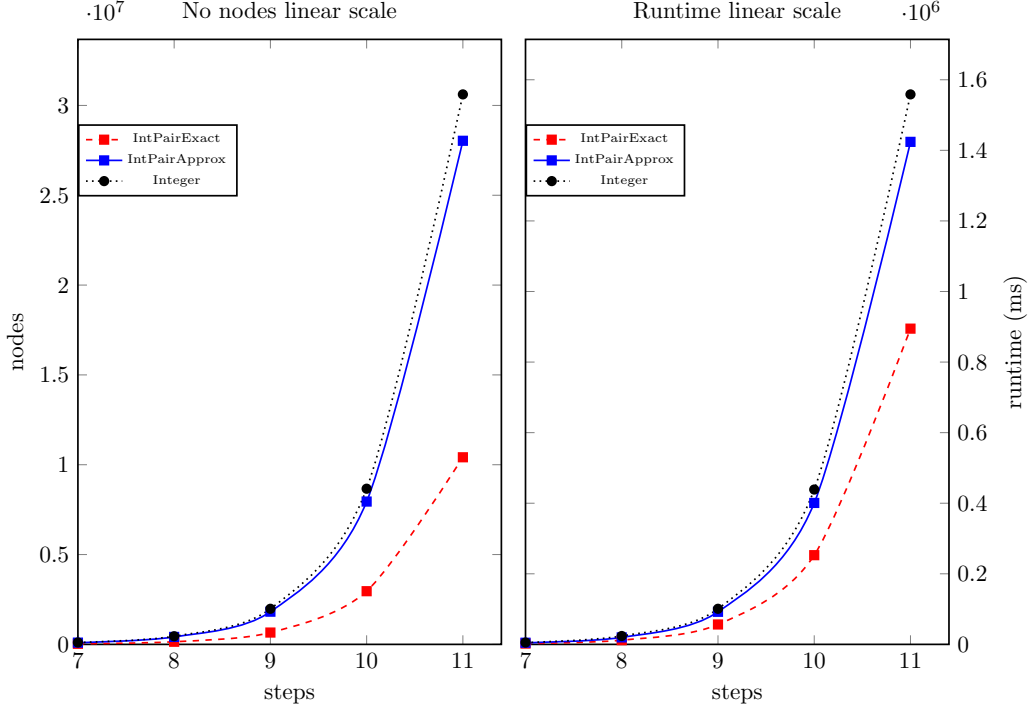 No nodes linear scale
·10^7
3
2.5
2
1.5
1
0.5
0
nodes
IntPairExact
IntPairApprox
Integer
7 8 9 10 11
steps
Runtime linear scale
·10^6
1.6
1.4
1.2
1
0.8
0.6
0.4
0.2
0
runtime (ms)
IntPairExact
IntPairApprox
Integer
7 8 9 10 11
steps